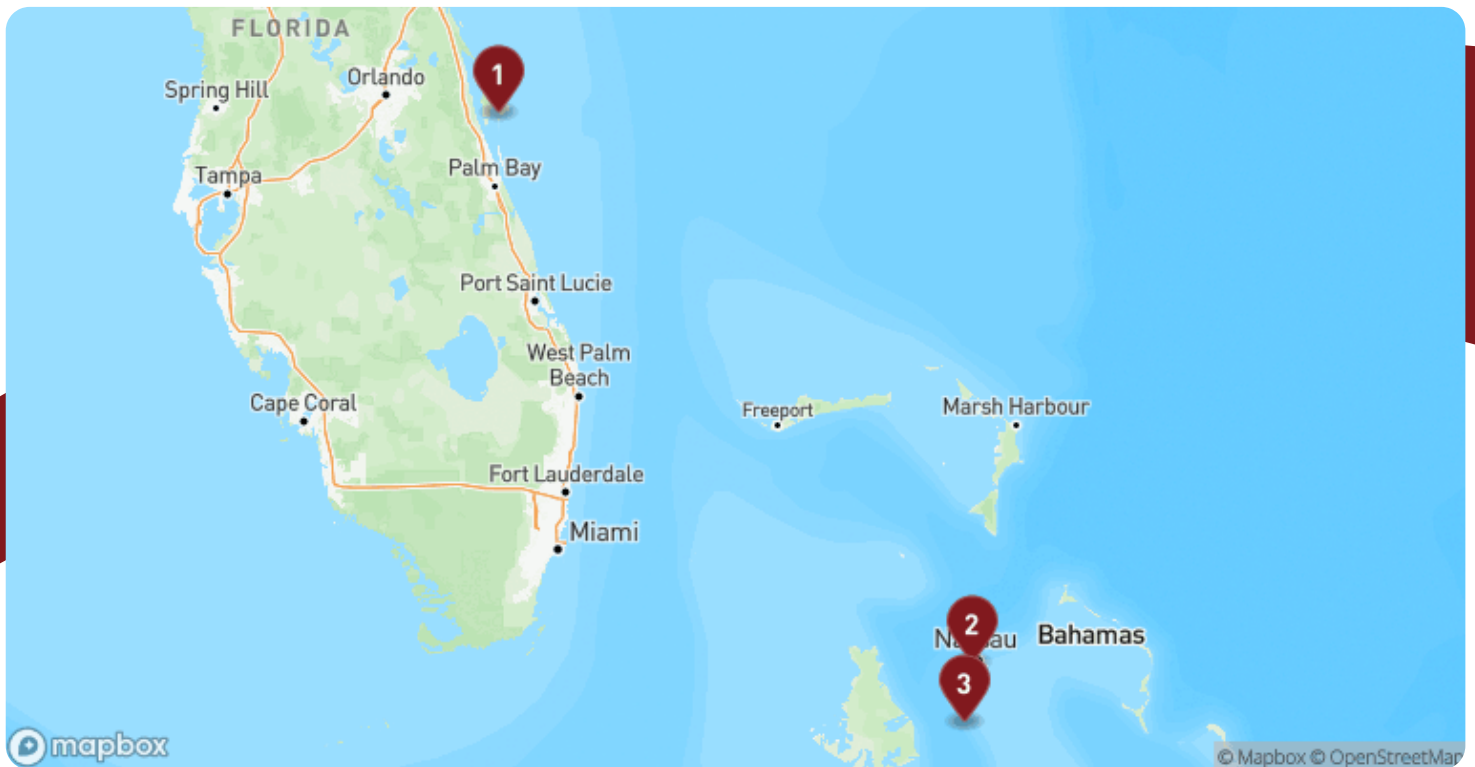 FLORIDA
1
Orlando
Spring Hill
Palm Bay
Tampa
Port Saint Lucie
West Palm
Beach
Cape Coral
Freeport
Marsh Harbour
Fort Lauderdale
Miami
2
Bahamas
3
mapbox
© Mapbox © OpenStreetMap